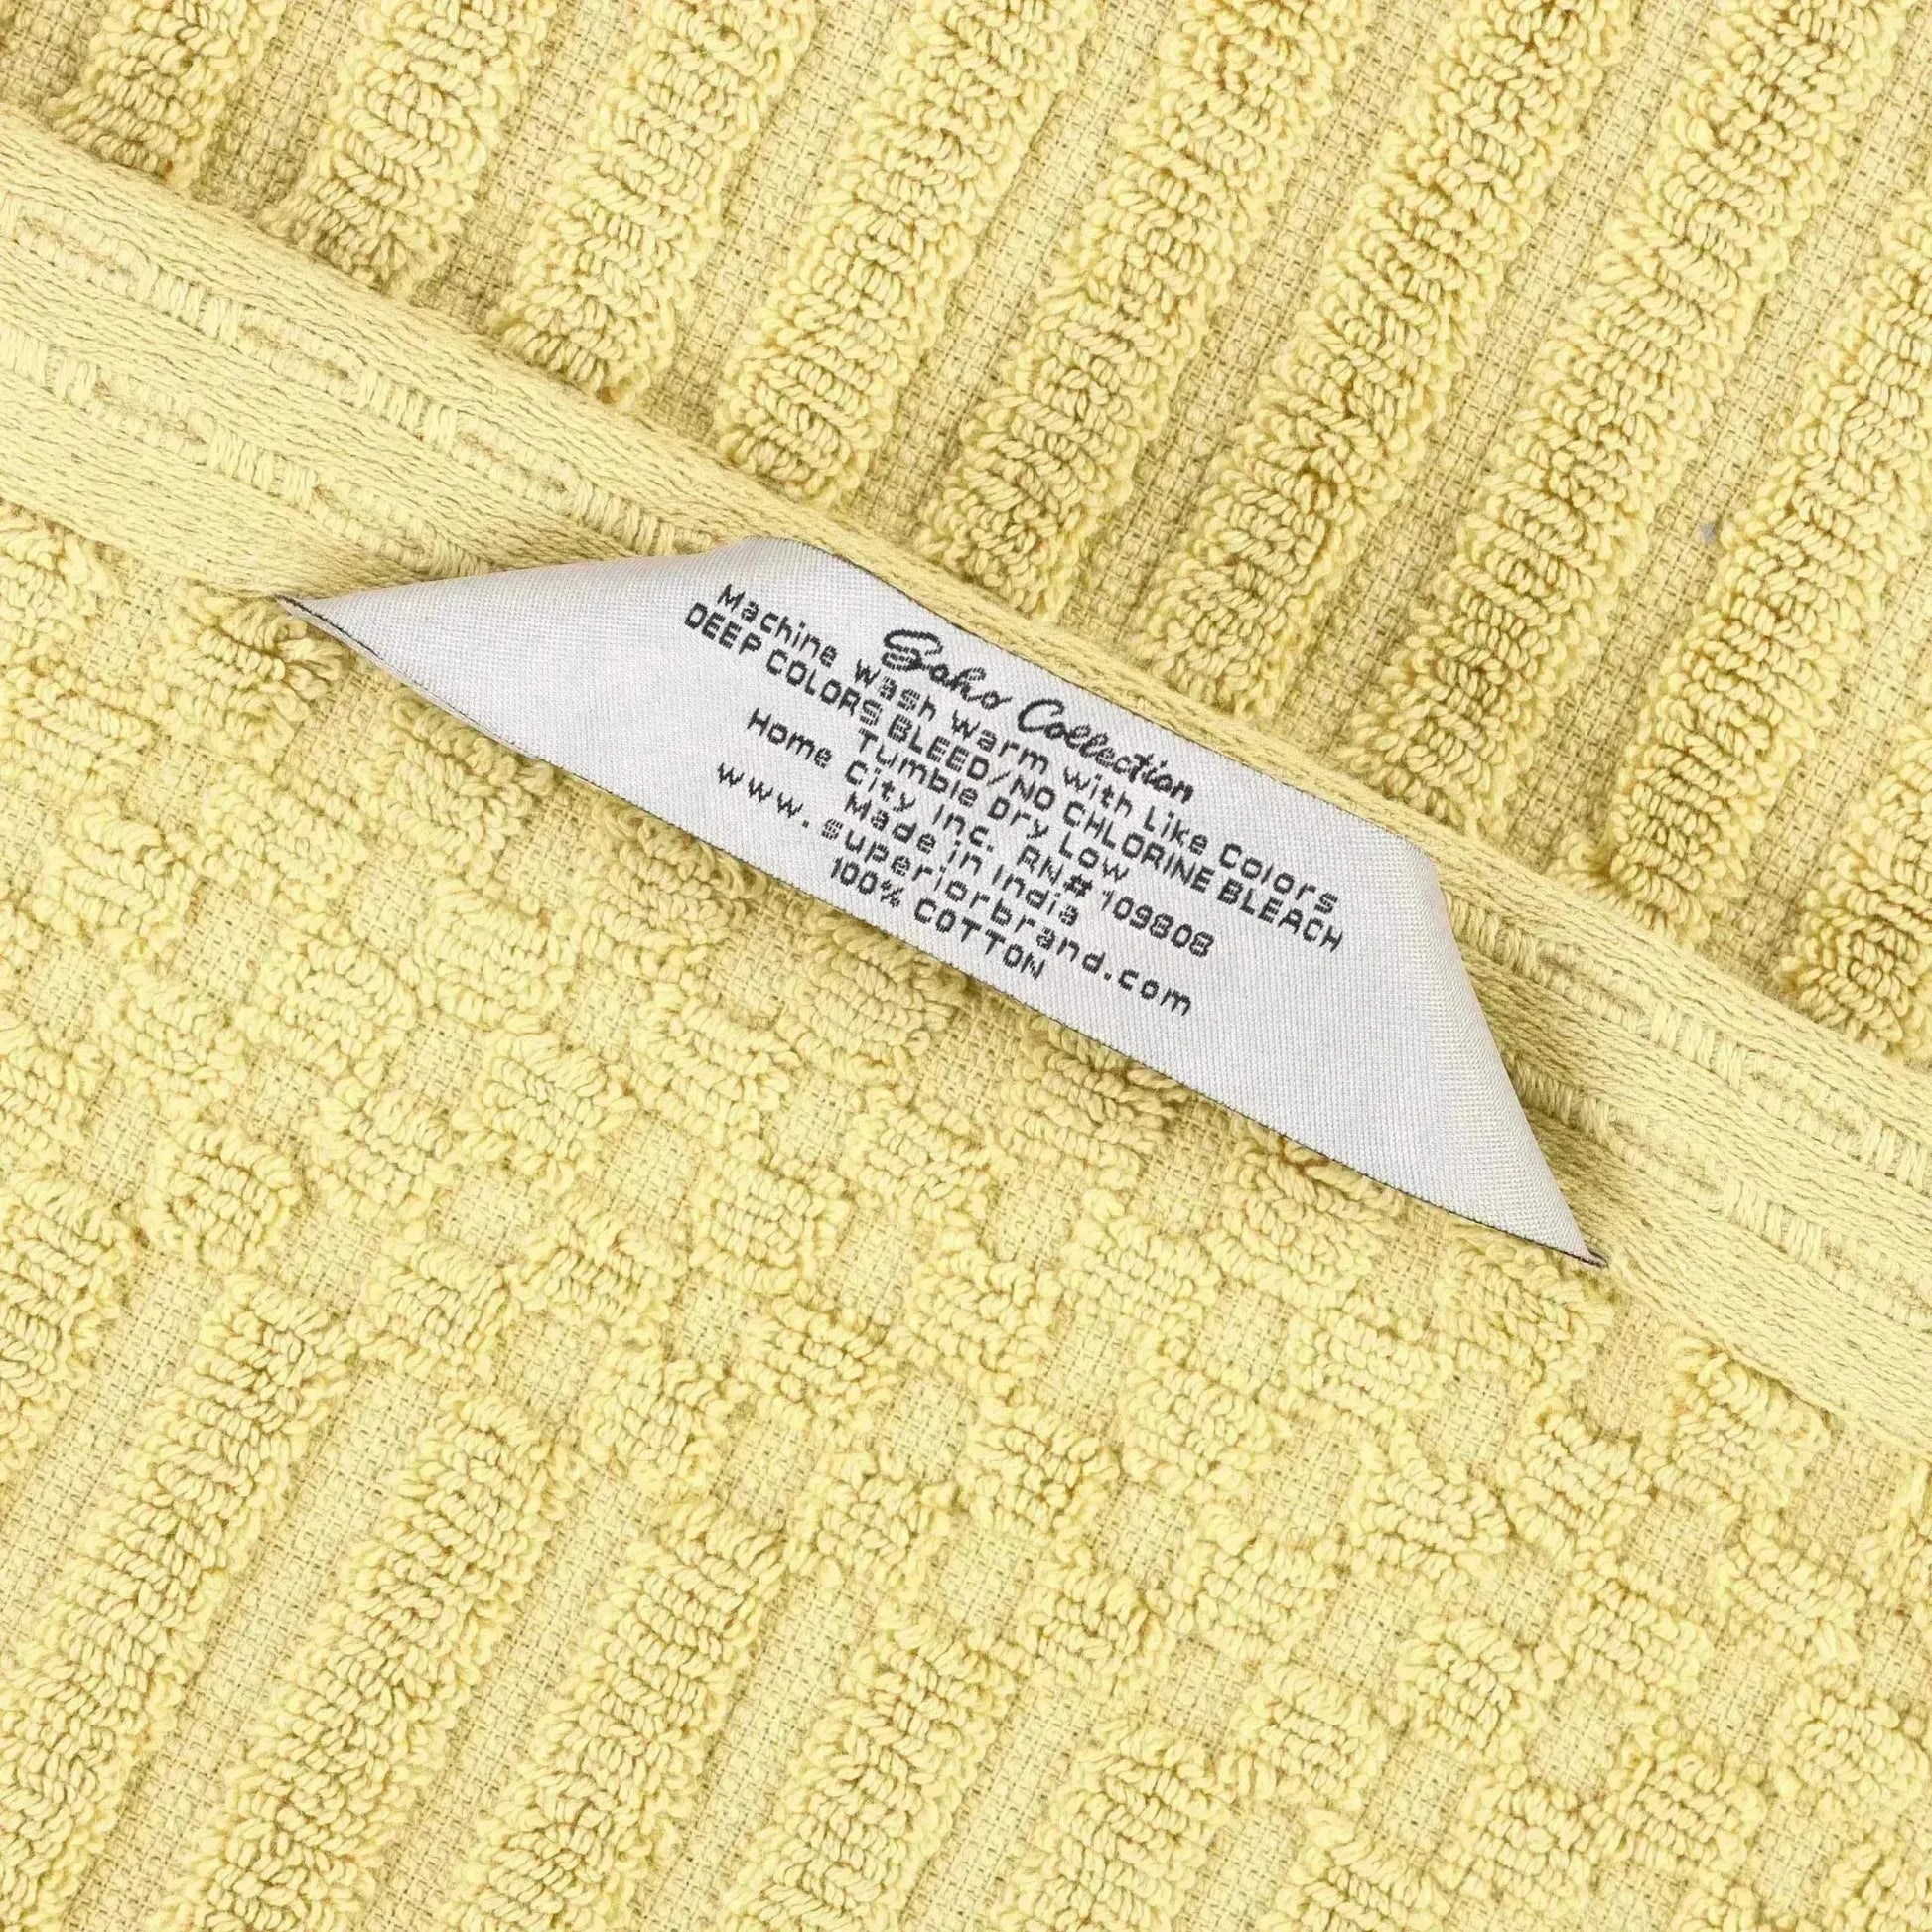 Soho Collection
Machine wash warm with Like Colors
DEEP COLORS BLEED/NO CHLORINE BLEACH
Tumble Dry Low
Home City Inc. RN# 109808
Made in India
www.superiorbrand.com
100% COTTON